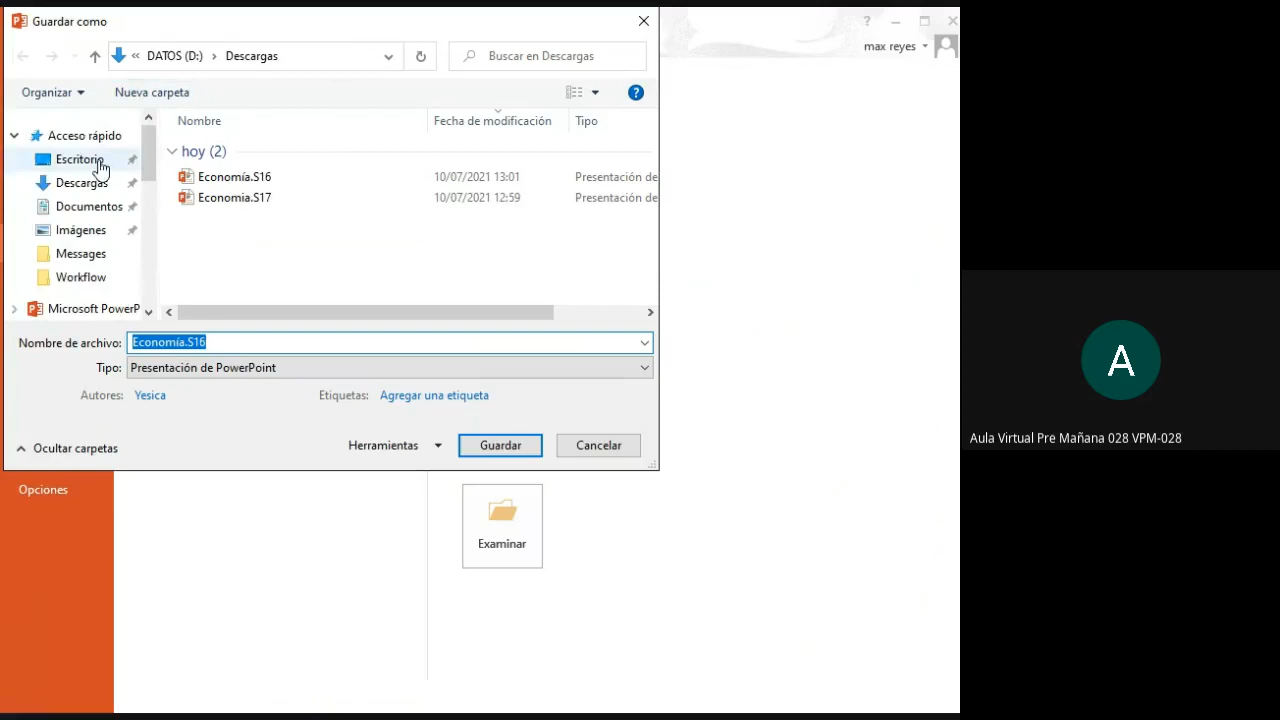 Guardar como
« DATOS (D:) › Descargas
Buscar en Descargas
? 
max reyes
Organizar
Nueva carpeta
?
Nombre
Fecha de modificación
Tipo
Acceso rápido
Escritorio
Descargas
Documentos
Imágenes
Messages
Workflow
Microsoft PowerP
hoy (2)
Economía.S16
10/07/2021 13:01
Presentación de
Economia.S17
10/07/2021 12:59
Presentación de
Nombre de archivo: Economía.S16
Tipo: Presentación de PowerPoint
Autores: Yesica
Etiquetas: Agregar una etiqueta
Ocultar carpetas
Herramientas
Guardar
Cancelar
Opciones
Examinar
A
Aula Virtual Pre Mañana 028 VPM-028